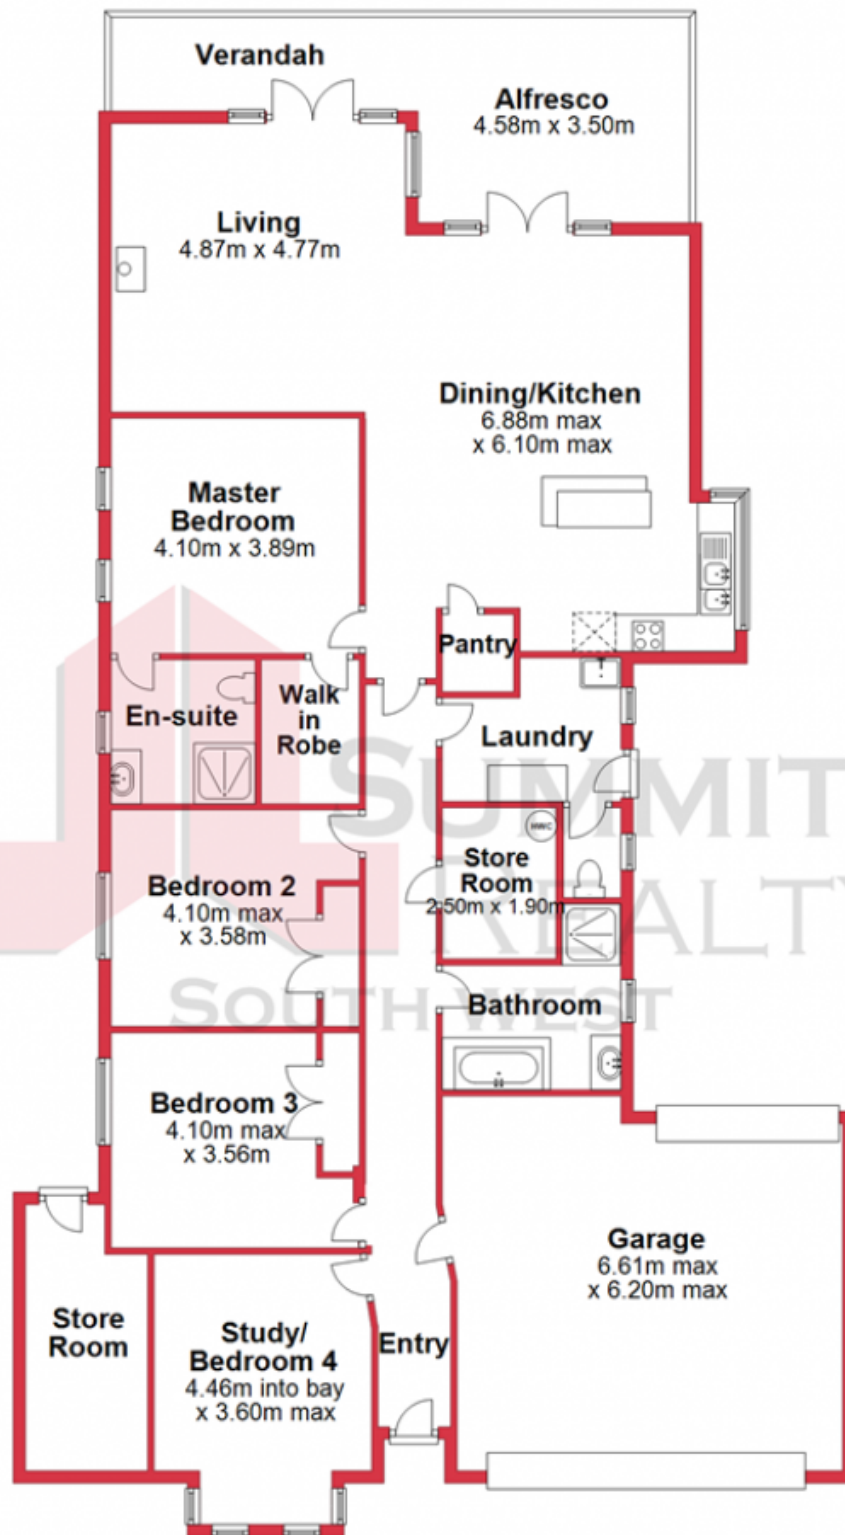 Verandah
Alfresco
4.58m x 3.50m
Living
4.87m x 4.77m
Dining/Kitchen
6.88m max
x 6.10m max
Master
Bedroom
4.10m x 3.89m
Pantry
En-suite
Walk
in
Robe
Laundry
SUMMIT
HWC
Bedroom 2
4.10m max
x 3.58m
Store
Room
2.50m x 1.90m
REALTY
SOUTH WEST
Bathroom
Bedroom 3
4.10m max
x 3.56m
Garage
6.61m max
x 6.20m max
Store
Room
Study/
Bedroom 4
4.46m into bay
x 3.60m max
Entry